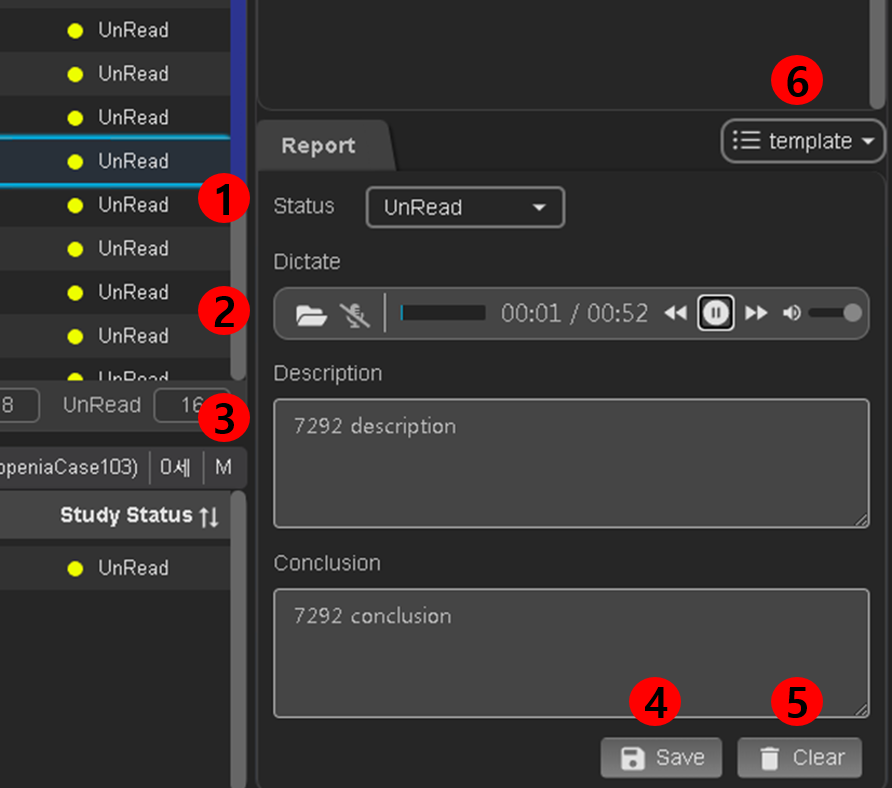 UnRead
UnRead
UnRead
UnRead
UnRead
UnRead
UnRead
UnRead
UnRead
8 UnRead 16
openiaCase103) 0세 M
Study Status
UnRead
6
template
Report
1
Status UnRead
Dictate
2
00:01 / 00:52
Description
3
7292 description
Conclusion
7292 conclusion
4 5
Save Clear